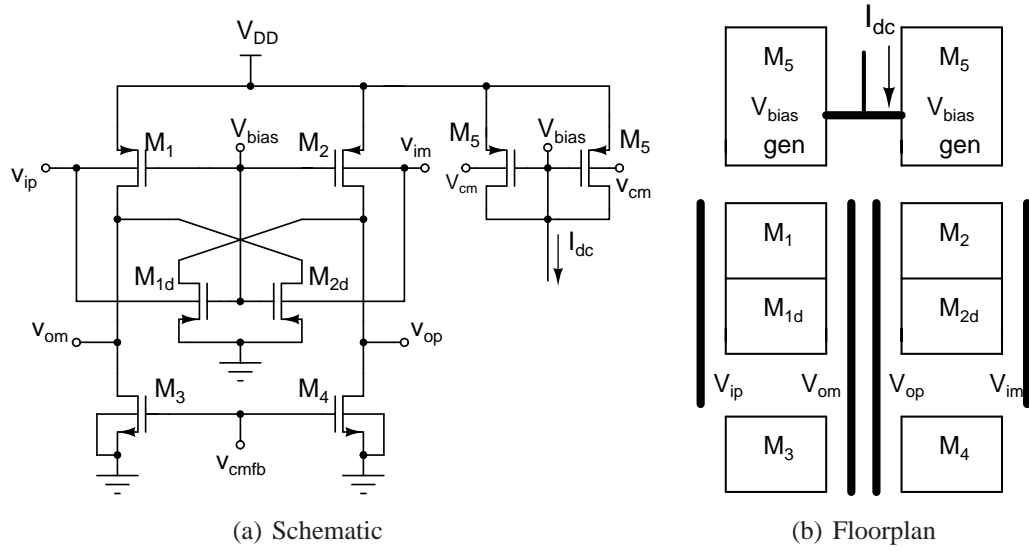 V_DD
M_1
V_bias
M_2
v_im
M_5
V_bias
M_5
v_ip
V_cm
v_cm
I_dc
M_1d
M_2d
v_om
v_op
M_3
M_4
v_cmfb
(a) Schematic
I_dc
M_5
V_bias
gen
M_5
V_bias
gen
M_1
M_2
M_1d
M_2d
V_ip
V_om
V_op
V_im
M_3
M_4
(b) Floorplan